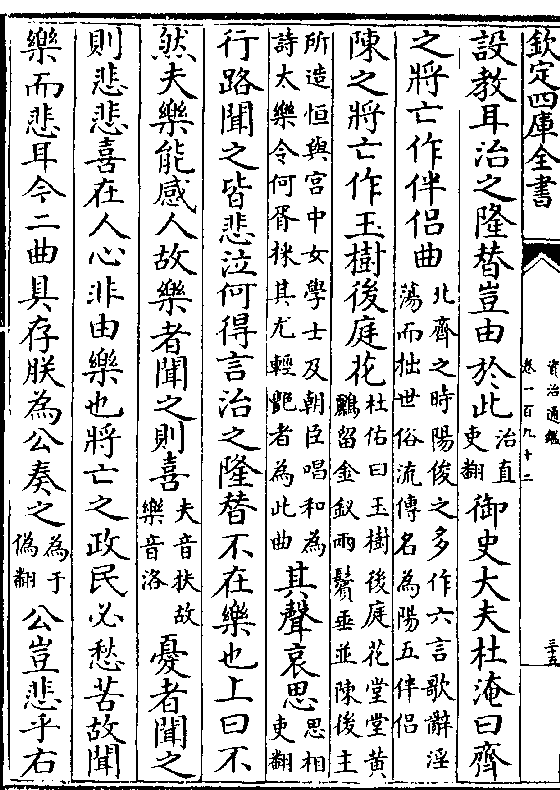 欽定四庫全書
資治通鑑
卷一百九十二
三十五
設教耳治之隆替豈由於此治直吏翻御史大夫杜淹曰齊
之將亡作伴侶曲北齊之時陽俊之多作六言歌辭淫蕩而拙世俗流傳名為陽五伴侶
陳之將亡作玉樹後庭花杜佑曰玉樹後庭花堂堂黃鸝留金釵兩鬢垂並陳後主
所造恒與宮中女學士及朝臣唱和為詩太樂令何胥採其尤輕艶者為此曲其聲哀思思相吏翻
行路聞之皆悲泣何得言治之隆替不在樂也上曰不
然夫樂能感人故樂者聞之則喜夫音扶故樂音洛憂者聞之
則悲悲喜在人心非由樂也將亡之政民必愁苦故聞
樂而悲耳今二曲具存朕為公奏之為于偽翻公豈悲乎右